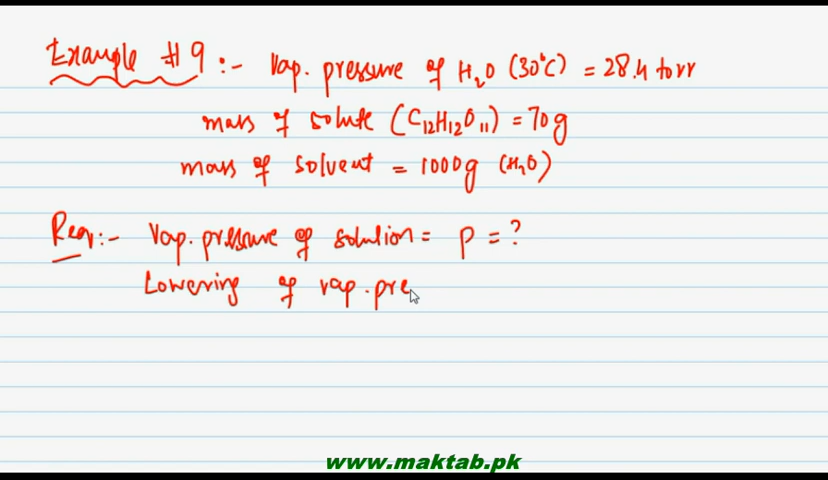 Example #9:- Vap. pressure of H₂O (30°C) = 28.4 torr
mass of solute (C₁₂H₁₂O₁₁) = 70g
mass of solvent = 1000g (H₂O)
Req:- Vap. pressure of solution = P = ?
Lowering of vap. pre
www.maktab.pk